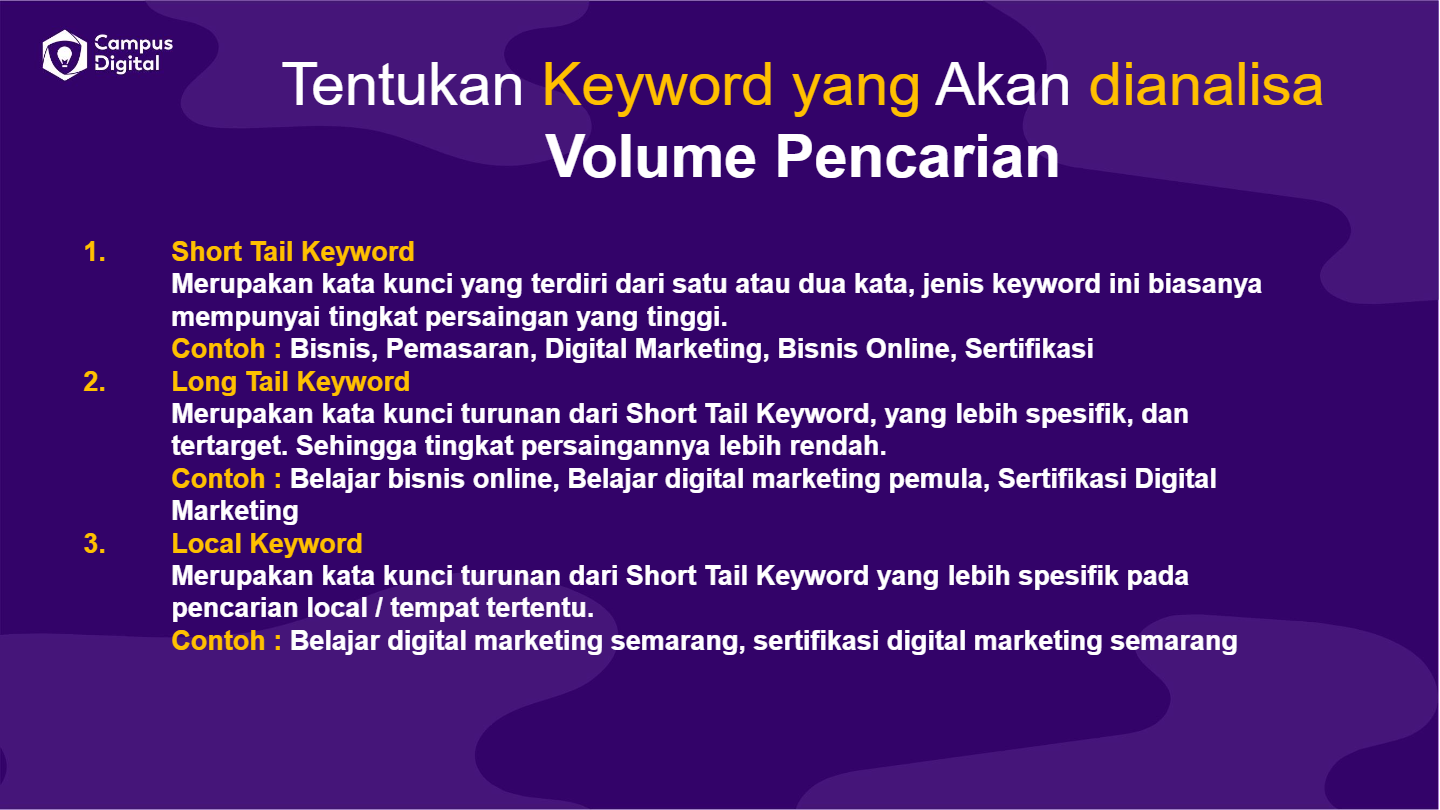 Campus
Digital
Tentukan Keyword yang Akan dianalisa
Volume Pencarian
1. Short Tail Keyword
Merupakan kata kunci yang terdiri dari satu atau dua kata, jenis keyword ini biasanya
mempunyai tingkat persaingan yang tinggi.
Contoh : Bisnis, Pemasaran, Digital Marketing, Bisnis Online, Sertifikasi
2. Long Tail Keyword
Merupakan kata kunci turunan dari Short Tail Keyword, yang lebih spesifik, dan
tertarget. Sehingga tingkat persaingannya lebih rendah.
Contoh : Belajar bisnis online, Belajar digital marketing pemula, Sertifikasi Digital
Marketing
3. Local Keyword
Merupakan kata kunci turunan dari Short Tail Keyword yang lebih spesifik pada
pencarian local / tempat tertentu.
Contoh : Belajar digital marketing semarang, sertifikasi digital marketing semarang